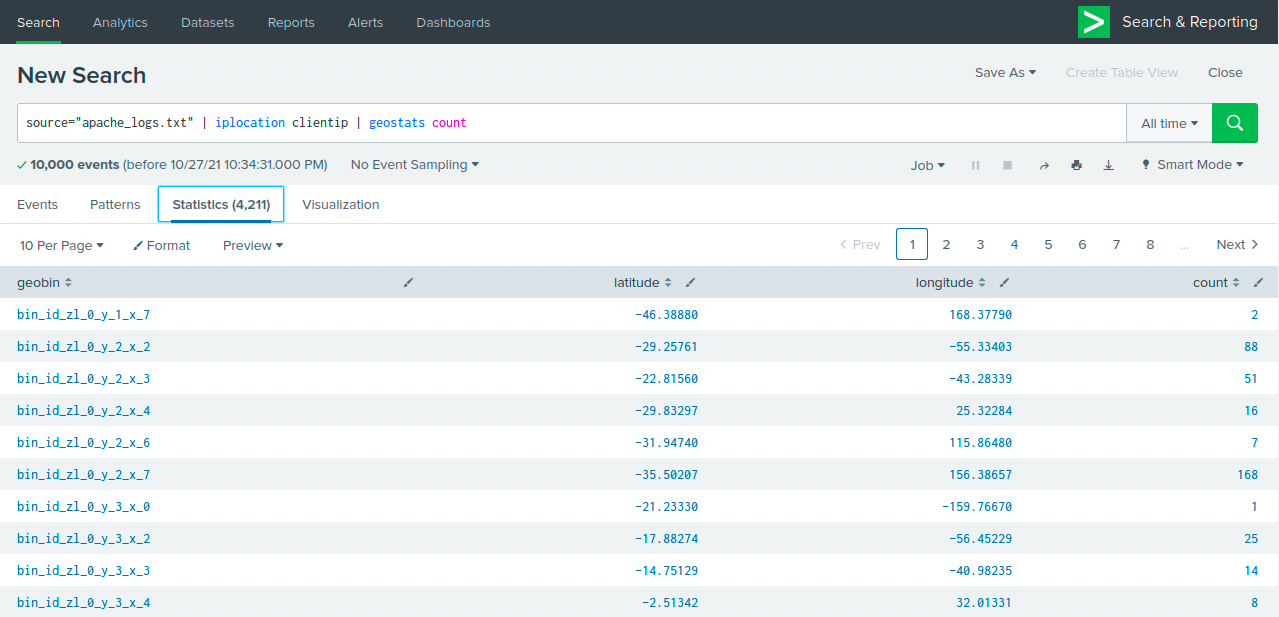 Search Analytics Datasets Reports Alerts Dashboards Search & Reporting
New Search Save As Create Table View Close
source="apache_logs.txt" | iplocation clientip | geostats count All time
10,000 events (before 10/27/21 10:34:31.000 PM) No Event Sampling Job Smart Mode
Events Patterns Statistics (4,211) Visualization
10 Per Page Format Preview < Prev 1 2 3 4 5 6 7 8 ... Next >
geobin latitude longitude count
bin_id_zl_0_y_1_x_7 -46.38880 168.37790 2
bin_id_zl_0_y_2_x_2 -29.25761 -55.33403 88
bin_id_zl_0_y_2_x_3 -22.81560 -43.28339 51
bin_id_zl_0_y_2_x_4 -29.83297 25.32284 16
bin_id_zl_0_y_2_x_6 -31.94740 115.86480 7
bin_id_zl_0_y_2_x_7 -35.50207 156.38657 168
bin_id_zl_0_y_3_x_0 -21.23330 -159.76670 1
bin_id_zl_0_y_3_x_2 -17.88274 -56.45229 25
bin_id_zl_0_y_3_x_3 -14.75129 -40.98235 14
bin_id_zl_0_y_3_x_4 -2.51342 32.01331 8